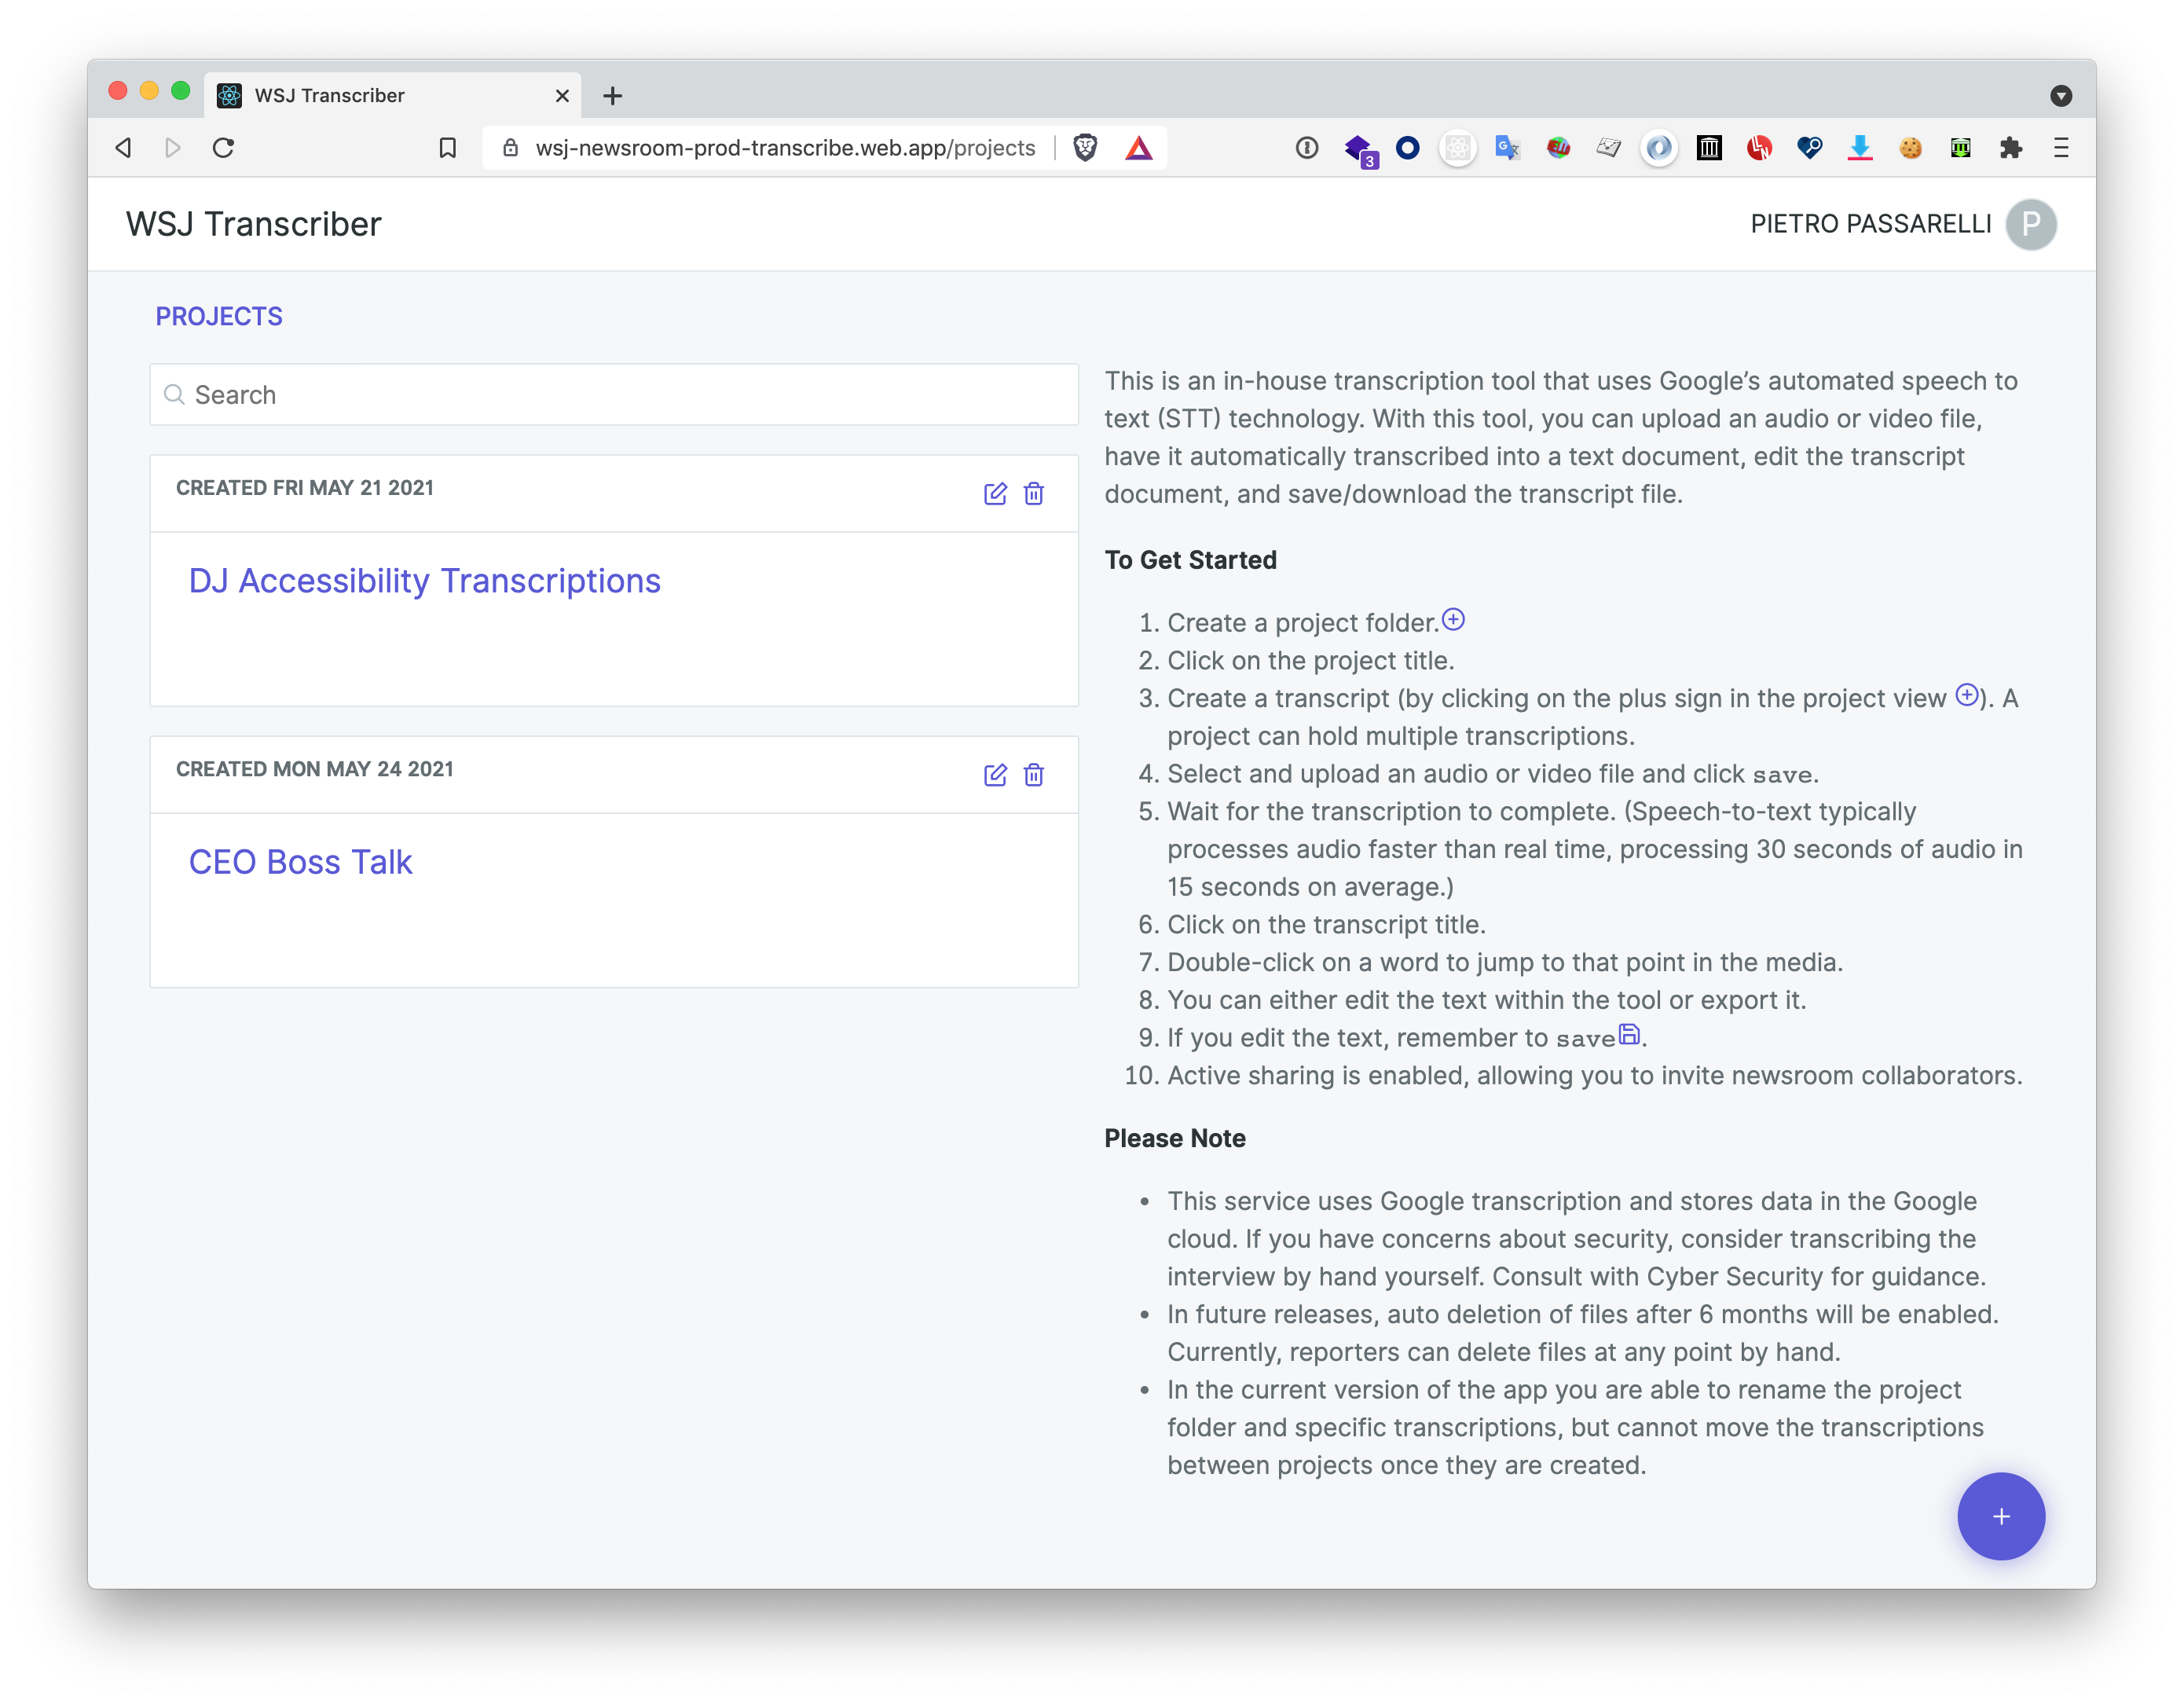 WSJ Transcriber
wsj-newsroom-prod-transcribe.web.app/projects
3
WSJ Transcriber
PIETRO PASSARELLI P
PROJECTS
Search
CREATED FRI MAY 21 2021
DJ Accessibility Transcriptions
CREATED MON MAY 24 2021
CEO Boss Talk
This is an in-house transcription tool that uses Google’s automated speech to
text (STT) technology. With this tool, you can upload an audio or video file,
have it automatically transcribed into a text document, edit the transcript
document, and save/download the transcript file.
To Get Started
1. Create a project folder.
2. Click on the project title.
3. Create a transcript (by clicking on the plus sign in the project view ). A
project can hold multiple transcriptions.
4. Select and upload an audio or video file and click save.
5. Wait for the transcription to complete. (Speech-to-text typically
processes audio faster than real time, processing 30 seconds of audio in
15 seconds on average.)
6. Click on the transcript title.
7. Double-click on a word to jump to that point in the media.
8. You can either edit the text within the tool or export it.
9. If you edit the text, remember to save.
10. Active sharing is enabled, allowing you to invite newsroom collaborators.
Please Note
• This service uses Google transcription and stores data in the Google
cloud. If you have concerns about security, consider transcribing the
interview by hand yourself. Consult with Cyber Security for guidance.
• In future releases, auto deletion of files after 6 months will be enabled.
Currently, reporters can delete files at any point by hand.
• In the current version of the app you are able to rename the project
folder and specific transcriptions, but cannot move the transcriptions
between projects once they are created.